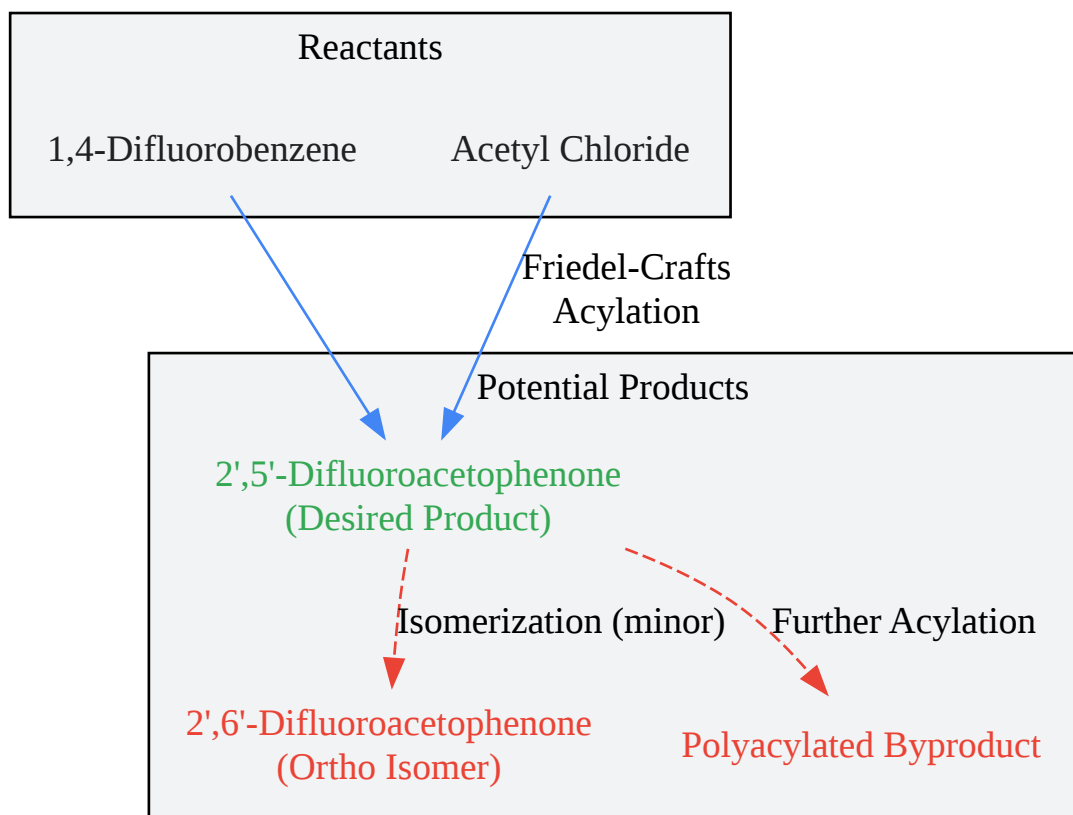 Reactants
1,4-Difluorobenzene
Acetyl Chloride
Friedel-Crafts
Acylation
Potential Products
2',5'-Difluoroacetophenone
(Desired Product)
Isomerization (minor)
Further Acylation
2',6'-Difluoroacetophenone
(Ortho Isomer)
Polyacylated Byproduct